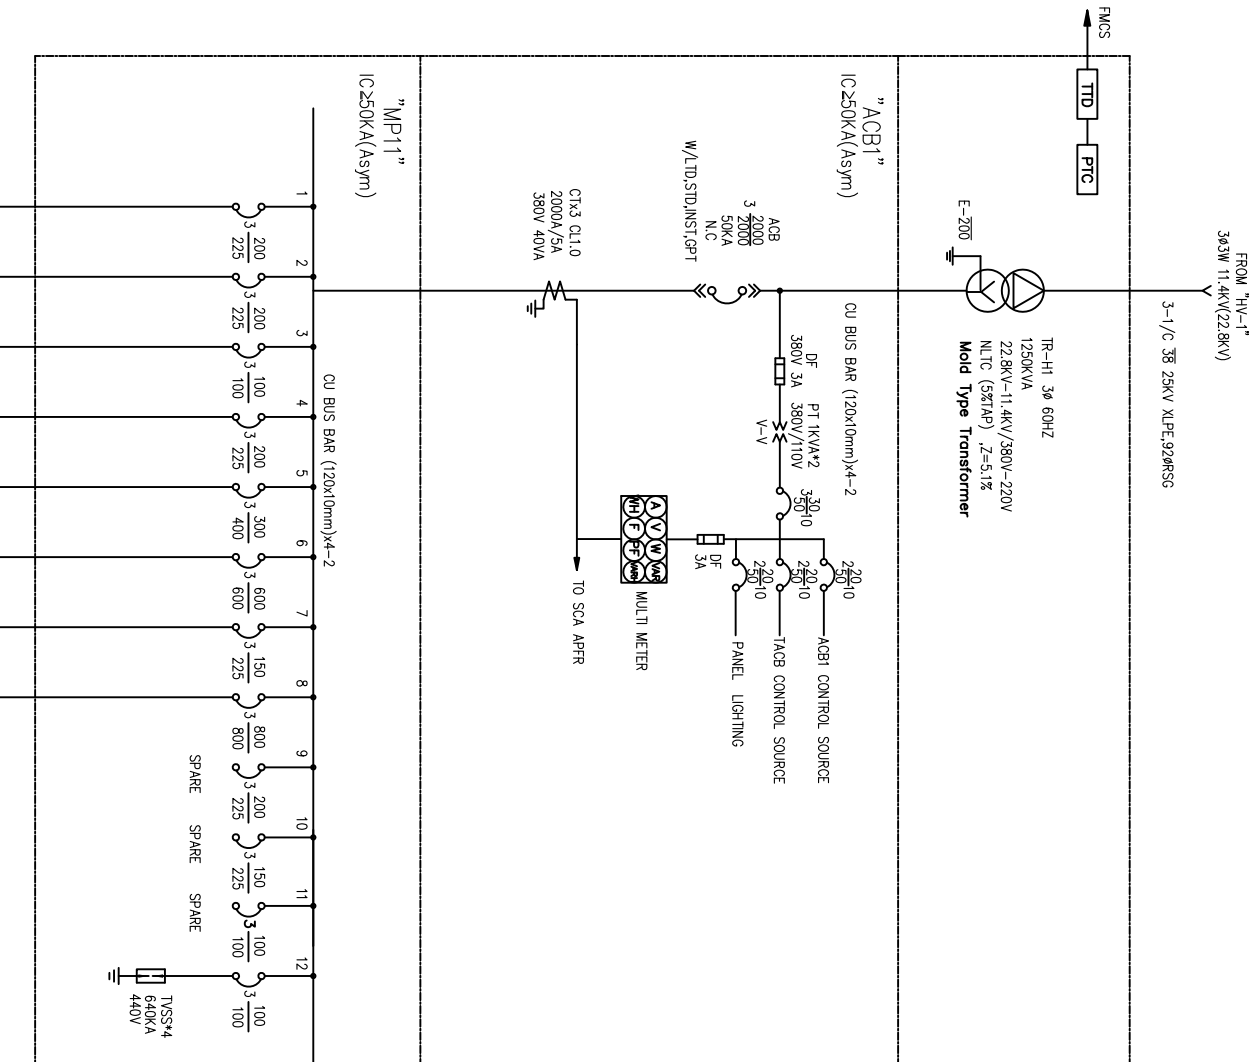 FROM "HV-1"
3ø3W 11.4KV(22.8KV)
3-1/C 38 25KV XLPE,92øRSG
FMCS
TTD
PTC
E-200
TR-H1 3ø 60HZ
1250KVA
22.8KV-11.4KV/380V-220V
NLTC (5%TAP) ,Z=5.1%
Mold Type Transformer
"ACB1"
IC≥50KA(Asym)
CU BUS BAR (120x10mm)x4-2
ACB
3 2000
2000
50KA
N.C
W/LTD,STD,INST,GPT
DF
380V 3A
PT 1KVA*2
380V/110V
V-V
3 30
50 10
2 20
50 10
ACB1 CONTROL SOURCE
2 20
50 10
TACB CONTROL SOURCE
2 20
50 10
PANEL LIGHTING
DF
3A
A V W VAR
WH F PF VARH
MULTI METER
CTx3 CL1.0
2000A/5A
380V 40VA
TO SCA APFR
"MP11"
IC≥50KA(Asym)
CU BUS BAR (120x10mm)x4-2
1
3 200
225
2
3 200
225
3
3 100
100
4
3 200
225
5
3 300
400
6
3 600
600
7
3 150
225
8
3 800
800
9
3 200
225
SPARE
10
3 150
225
SPARE
11
3 100
100
SPARE
12
3 100
100
TVSS*4
640KA
440V